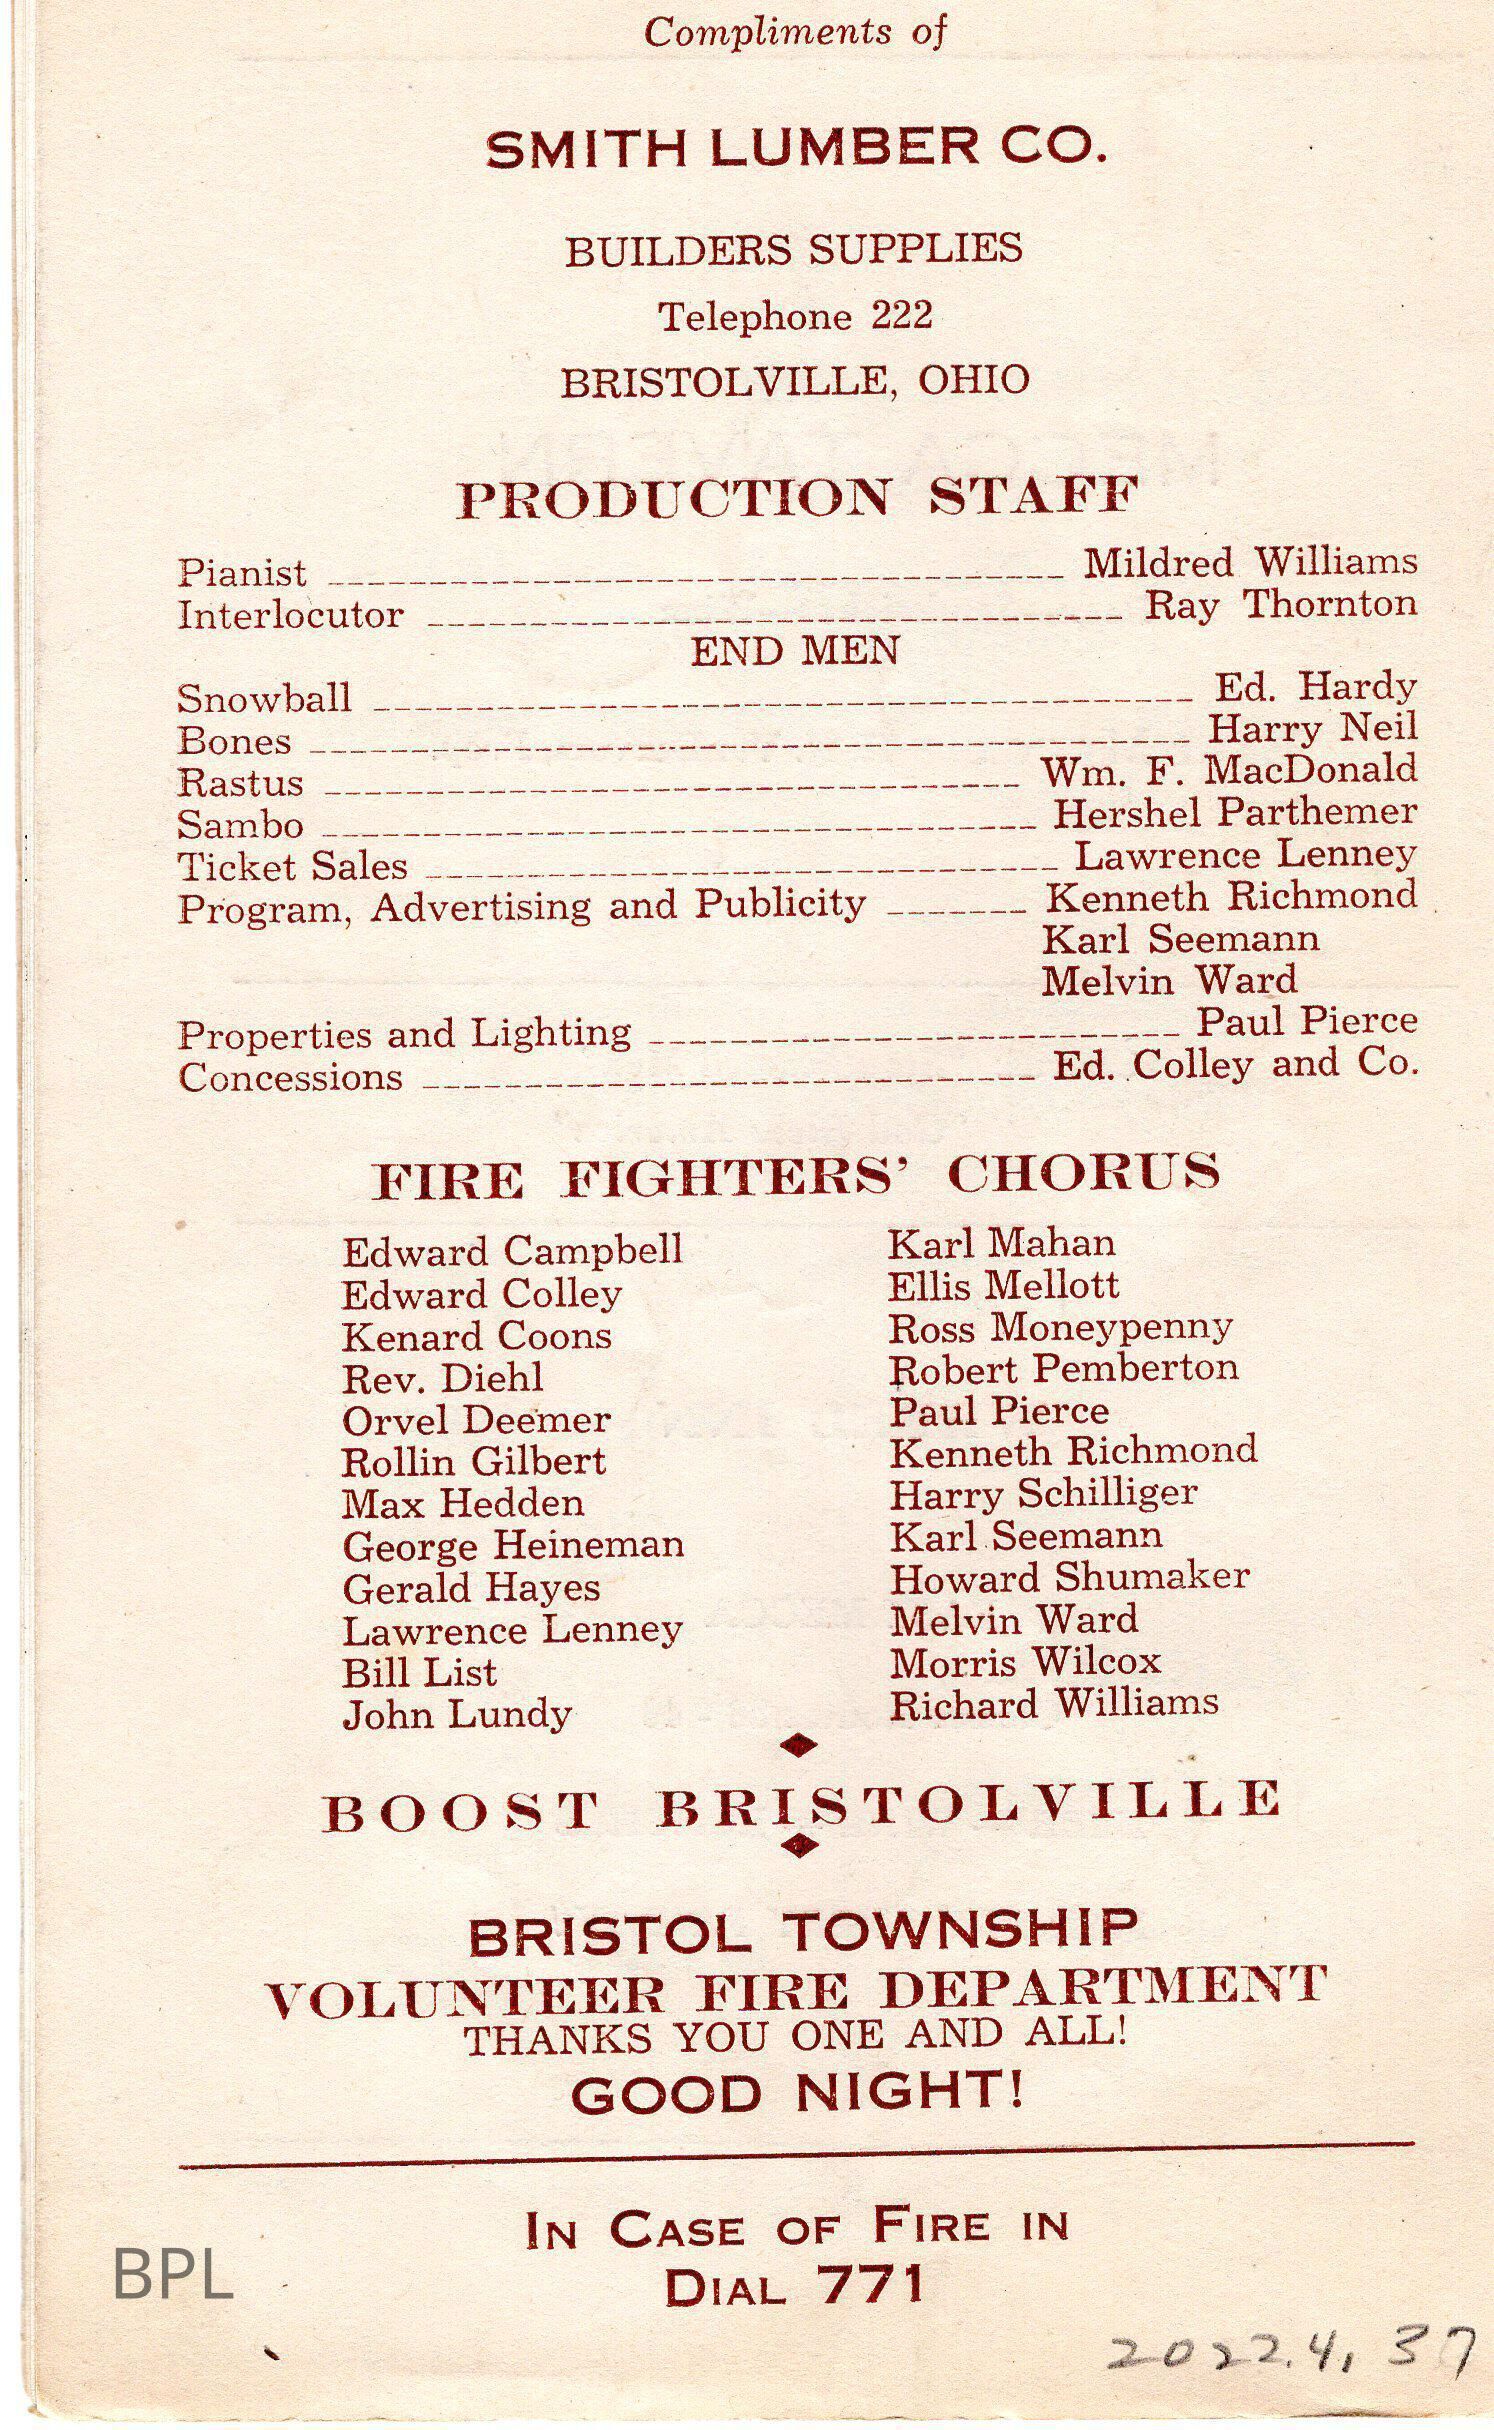 Compliments of
SMITH LUMBER CO.
BUILDERS SUPPLIES
Telephone 222
BRISTOLVILLE, OHIO
PRODUCTION STAFF
Pianist Mildred Williams
Interlocutor Ray Thornton
END MEN
Snowball Ed. Hardy
Bones Harry Neil
Rastus Wm. F. MacDonald
Sambo Hershel Parthemer
Ticket Sales Lawrence Lenney
Program, Advertising and Publicity Kenneth Richmond
Karl Seemann
Melvin Ward
Properties and Lighting Paul Pierce
Concessions Ed. Colley and Co.
FIRE FIGHTERS' CHORUS
Edward Campbell
Edward Colley
Kenard Coons
Rev. Diehl
Orvel Deemer
Rollin Gilbert
Max Hedden
George Heineman
Gerald Hayes
Lawrence Lenney
Bill List
John Lundy
Karl Mahan
Ellis Mellott
Ross Moneypenny
Robert Pemberton
Paul Pierce
Kenneth Richmond
Harry Schilliger
Karl Seemann
Howard Shumaker
Melvin Ward
Morris Wilcox
Richard Williams
BOOST BRISTOLVILLE
BRISTOL TOWNSHIP
VOLUNTEER FIRE DEPARTMENT
THANKS YOU ONE AND ALL!
GOOD NIGHT!
IN CASE OF FIRE IN
DIAL 771
BPL
2022.4, 37